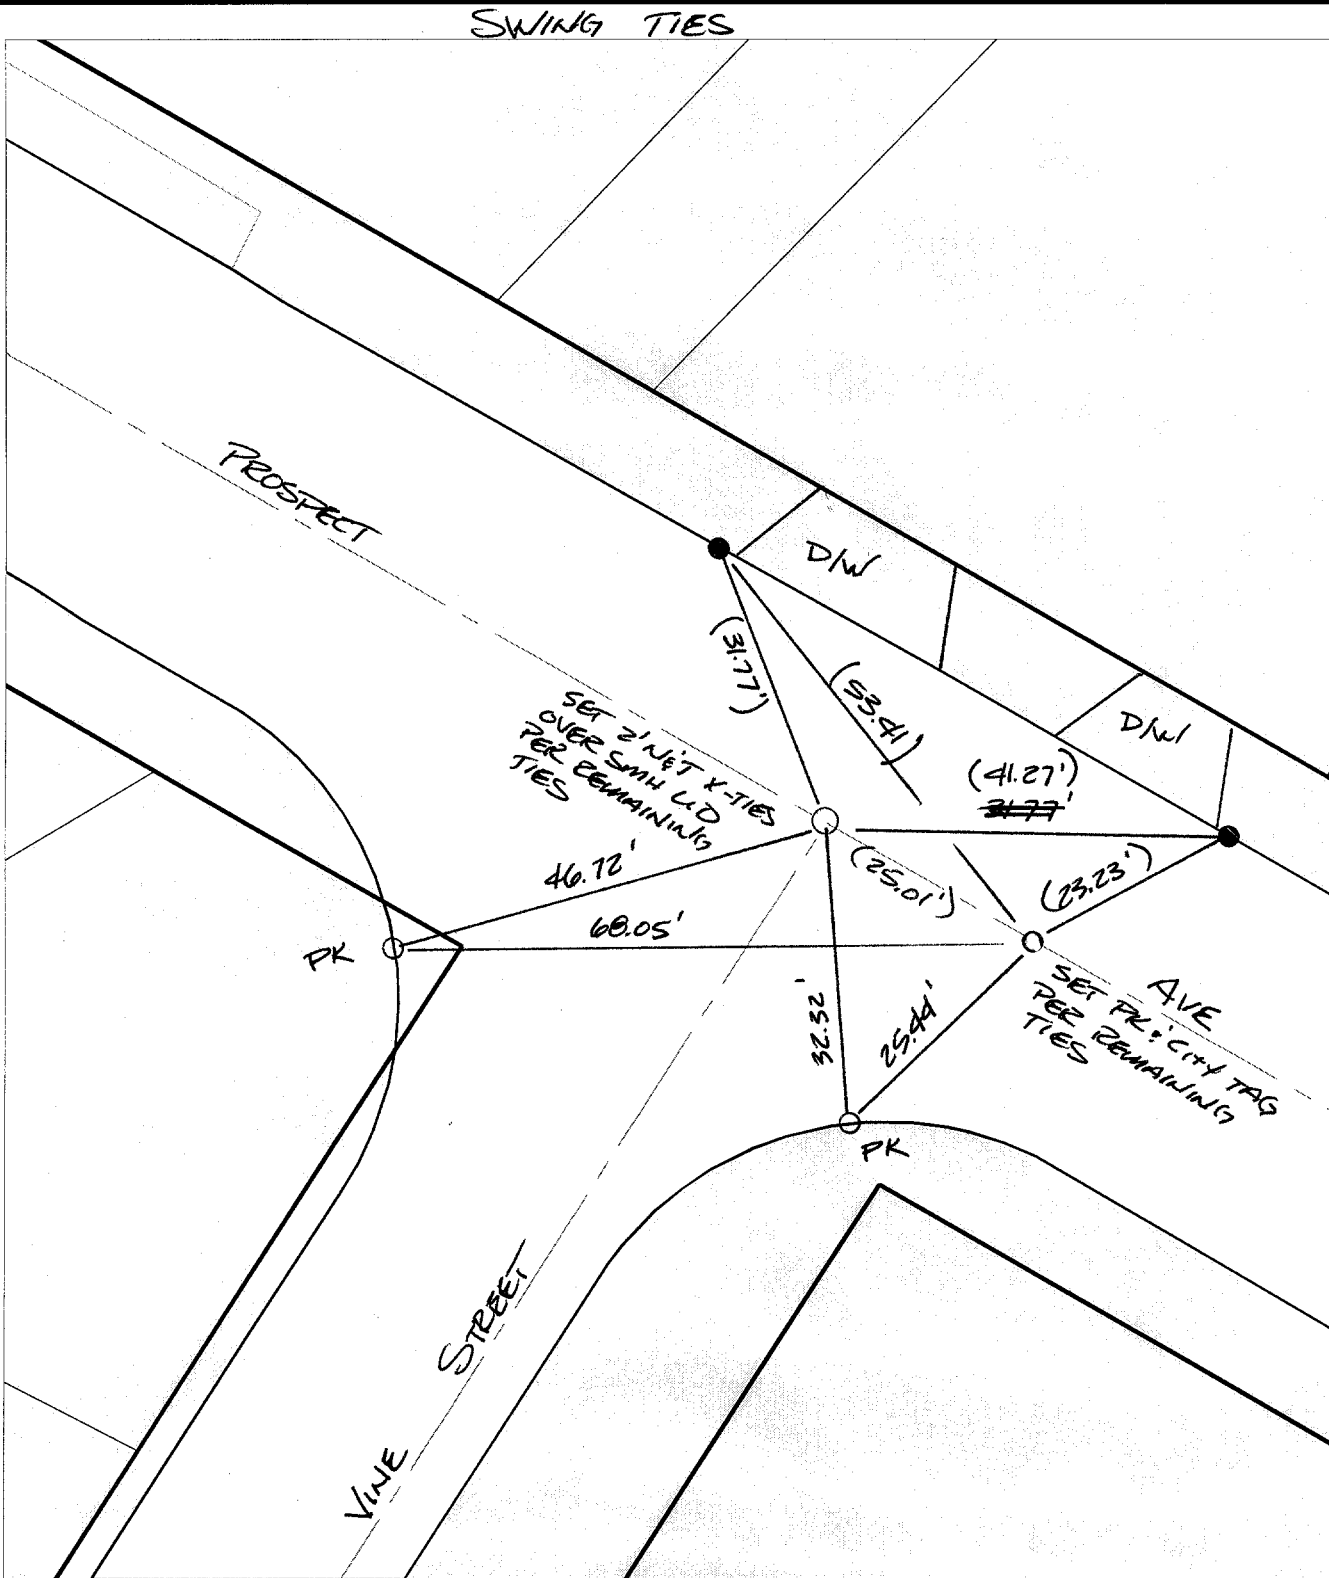 SWING TIES
PROSPECT
D/W
(31.77')
(53.41')
SET 2' N&T X-TIES
OVER SMH LID
PER REMAINING
TIES
D/W
(41.27')
31.77'
46.72'
(25.01')
(23.23')
68.05'
PK
32.32'
25.44'
AVE
SET PK & CITY TAG
PER REMAINING
TIES
PK
STREET
VINE